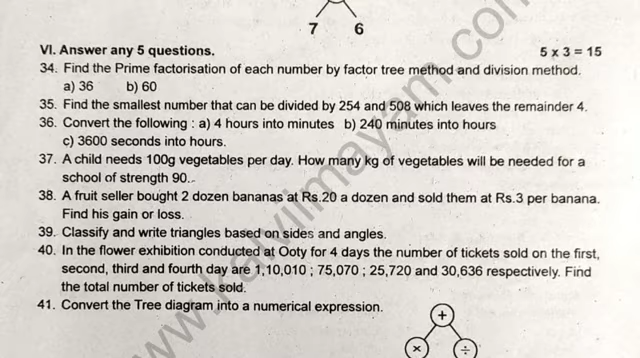 7 6
VI. Answer any 5 questions. 5 x 3 = 15
34. Find the Prime factorisation of each number by factor tree method and division method.
a) 36 b) 60
35. Find the smallest number that can be divided by 254 and 508 which leaves the remainder 4.
36. Convert the following : a) 4 hours into minutes b) 240 minutes into hours
c) 3600 seconds into hours.
37. A child needs 100g vegetables per day. How many kg of vegetables will be needed for a
school of strength 90.
38. A fruit seller bought 2 dozen bananas at Rs.20 a dozen and sold them at Rs.3 per banana.
Find his gain or loss.
39. Classify and write triangles based on sides and angles.
40. In the flower exhibition conducted at Ooty for 4 days the number of tickets sold on the first,
second, third and fourth day are 1,10,010 ; 75,070 ; 25,720 and 30,636 respectively. Find
the total number of tickets sold.
41. Convert the Tree diagram into a numerical expression.
+
× ÷